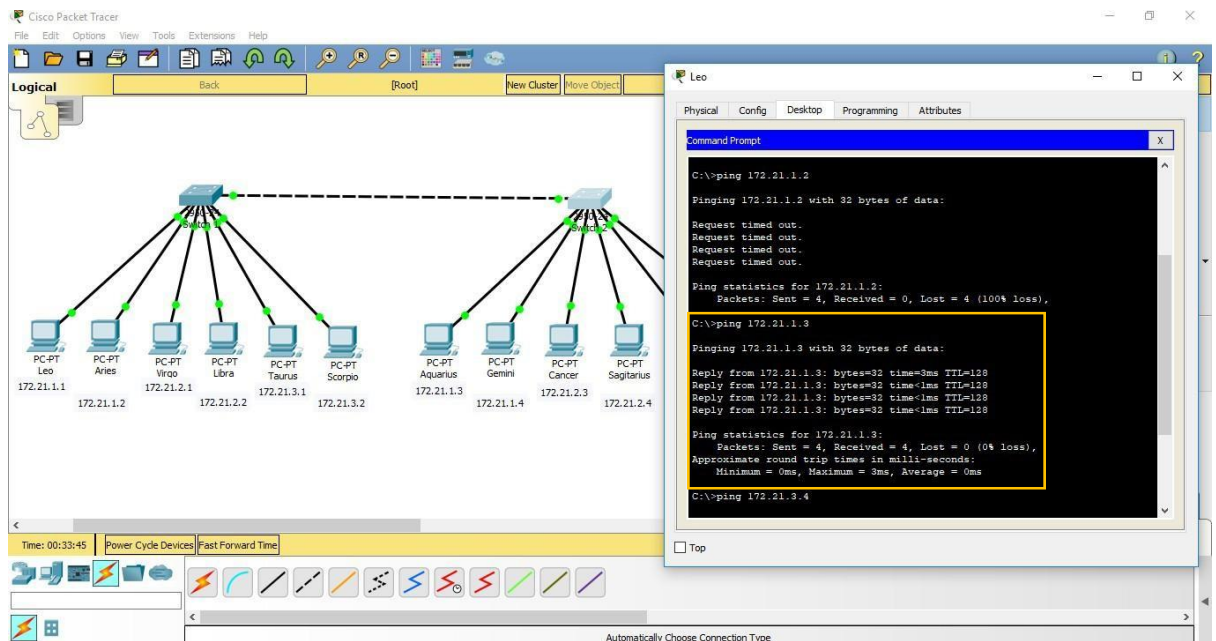 Cisco Packet Tracer
File Edit Options View Tools Extensions Help
Logical
Back
[Root]
New Cluster
Move Object
PC-PT
Leo
172.21.1.1
PC-PT
Aries
172.21.1.2
PC-PT
Virgo
172.21.2.1
PC-PT
Libra
172.21.2.2
PC-PT
Taurus
172.21.3.1
PC-PT
Scorpio
172.21.3.2
PC-PT
Aquarius
172.21.1.3
PC-PT
Gemini
172.21.1.4
PC-PT
Cancer
172.21.2.3
PC-PT
Sagitarius
172.21.2.4
Leo
Physical Config Desktop Programming Attributes
Command Prompt
X
C:\>ping 172.21.1.2
Pinging 172.21.1.2 with 32 bytes of data:
Request timed out.
Request timed out.
Request timed out.
Request timed out.
Ping statistics for 172.21.1.2:
Packets: Sent = 4, Received = 0, Lost = 4 (100% loss),
C:\>ping 172.21.1.3
Pinging 172.21.1.3 with 32 bytes of data:
Reply from 172.21.1.3: bytes=32 time=3ms TTL=128
Reply from 172.21.1.3: bytes=32 time<1ms TTL=128
Reply from 172.21.1.3: bytes=32 time<1ms TTL=128
Reply from 172.21.1.3: bytes=32 time<1ms TTL=128
Ping statistics for 172.21.1.3:
Packets: Sent = 4, Received = 4, Lost = 0 (0% loss),
Approximate round trip times in milli-seconds:
Minimum = 0ms, Maximum = 3ms, Average = 0ms
C:\>ping 172.21.3.4
Top
Time: 00:33:45
Power Cycle Devices
Fast Forward Time
Automatically Choose Connection Type